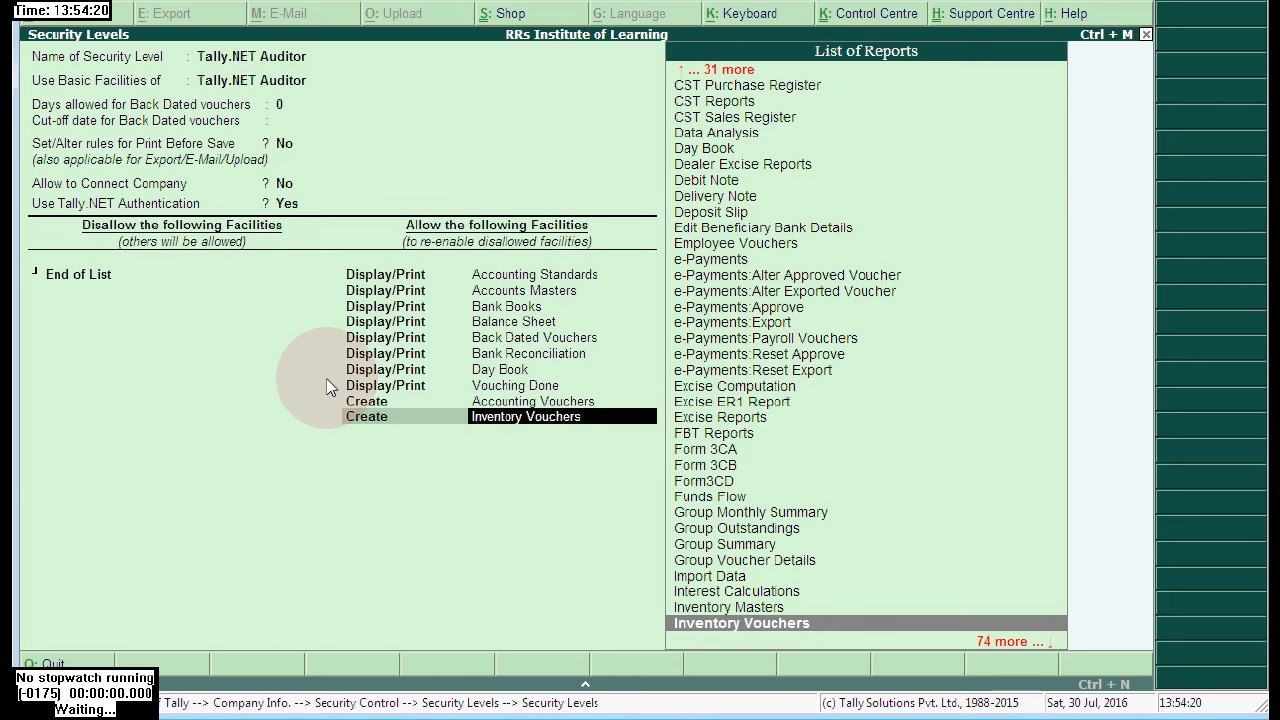 Time: 13:54:20
E: Export M: E-Mail O: Upload S: Shop G: Language K: Keyboard K: Control Centre H: Support Centre H: Help
Security Levels RRs Institute of Learning Ctrl + M
Name of Security Level : Tally.NET Auditor
Use Basic Facilities of : Tally.NET Auditor
Days allowed for Back Dated vouchers : 0
Cut-off date for Back Dated vouchers :
Set/Alter rules for Print Before Save ? No
(also applicable for Export/E-Mail/Upload)
Allow to Connect Company ? No
Use Tally.NET Authentication ? Yes
Disallow the following Facilities
(others will be allowed)
Allow the following Facilities
(to re-enable disallowed facilities)
End of List
Display/Print Accounting Standards
Display/Print Accounts Masters
Display/Print Bank Books
Display/Print Balance Sheet
Display/Print Back Dated Vouchers
Display/Print Bank Reconciliation
Display/Print Day Book
Display/Print Vouching Done
Create Accounting Vouchers
Create Inventory Vouchers
List of Reports
↑ ... 31 more
CST Purchase Register
CST Reports
CST Sales Register
Data Analysis
Day Book
Dealer Excise Reports
Debit Note
Delivery Note
Deposit Slip
Edit Beneficiary Bank Details
Employee Vouchers
e-Payments
e-Payments:Alter Approved Voucher
e-Payments:Alter Exported Voucher
e-Payments:Approve
e-Payments:Export
e-Payments:Payroll Vouchers
e-Payments:Reset Approve
e-Payments:Reset Export
Excise Computation
Excise ER1 Report
Excise Reports
FBT Reports
Form 3CA
Form 3CB
Form3CD
Funds Flow
Group Monthly Summary
Group Outstandings
Group Summary
Group Voucher Details
Import Data
Interest Calculations
Inventory Masters
Inventory Vouchers
74 more ... ↓
Q: Quit
Ctrl + N
No stopwatch running
[-0175] 00:00:00.000
Waiting...
of Tally --> Company Info. --> Security Control --> Security Levels --> Security Levels (c) Tally Solutions Pvt. Ltd., 1988-2015 Sat, 30 Jul, 2016 13:54:20